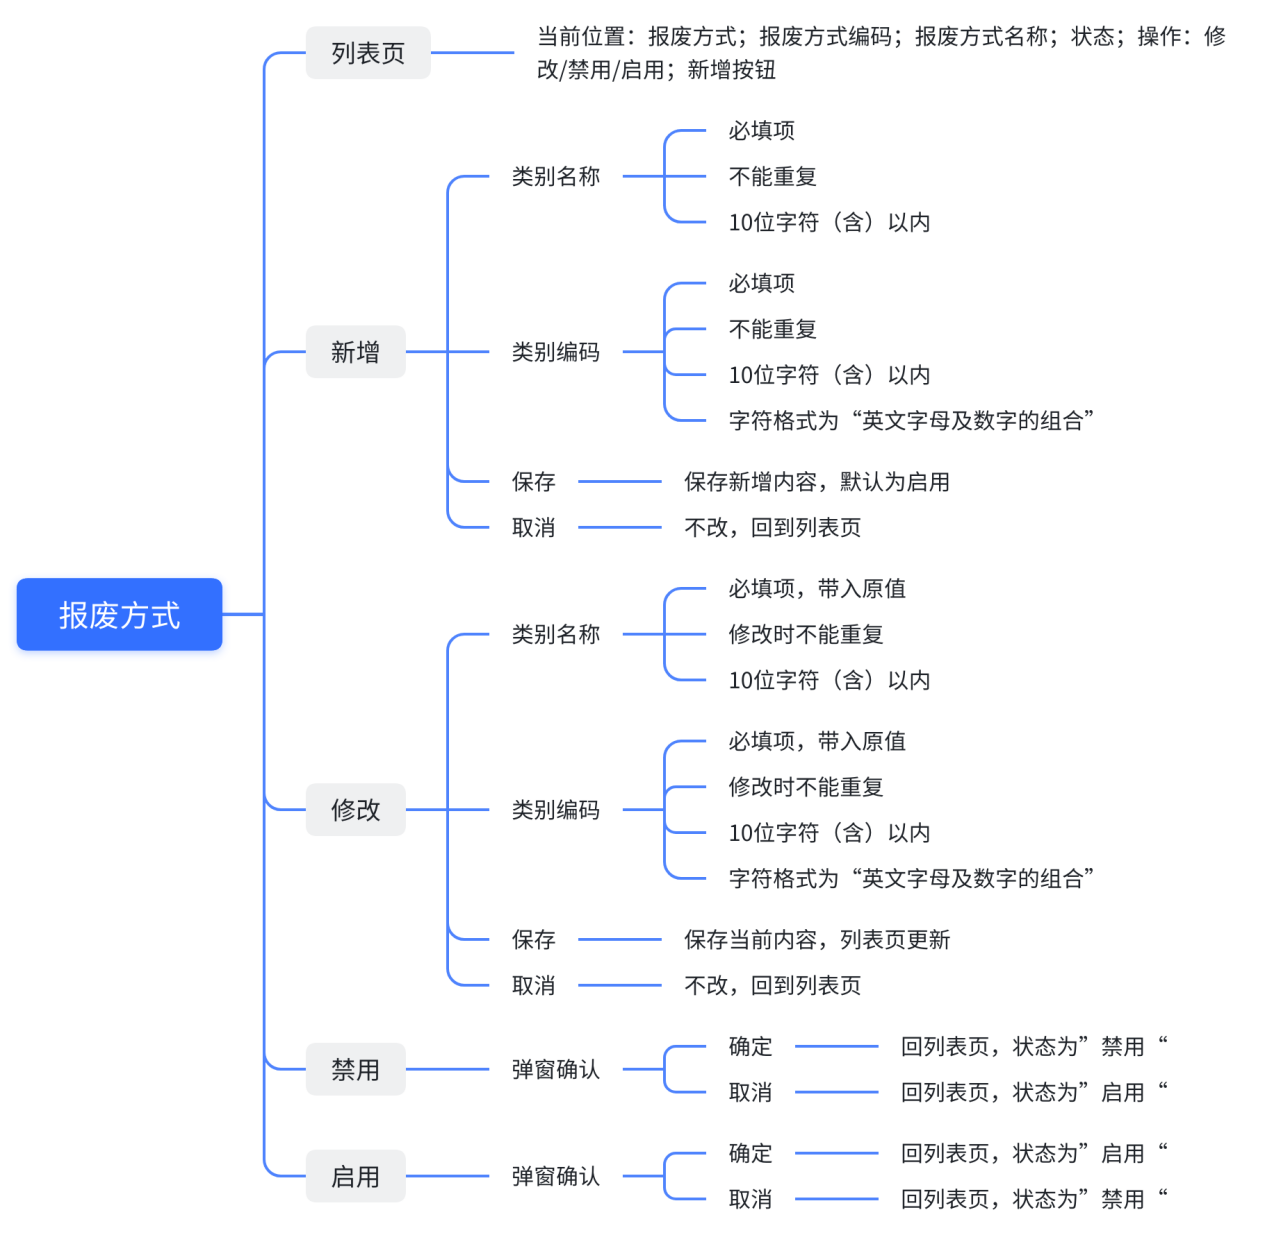 报废方式
列表页
当前位置：报废方式；报废方式编码；报废方式名称；状态；操作：修
改/禁用/启用；新增按钮
新增
类别名称
必填项
不能重复
10位字符（含）以内
类别编码
必填项
不能重复
10位字符（含）以内
字符格式为“英文字母及数字的组合”
保存
保存新增内容，默认为启用
取消
不改，回到列表页
修改
类别名称
必填项，带入原值
修改时不能重复
10位字符（含）以内
类别编码
必填项，带入原值
修改时不能重复
10位字符（含）以内
字符格式为“英文字母及数字的组合”
保存
保存当前内容，列表页更新
取消
不改，回到列表页
禁用
弹窗确认
确定
回列表页，状态为”禁用“
取消
回列表页，状态为”启用“
启用
弹窗确认
确定
回列表页，状态为”启用“
取消
回列表页，状态为”禁用“